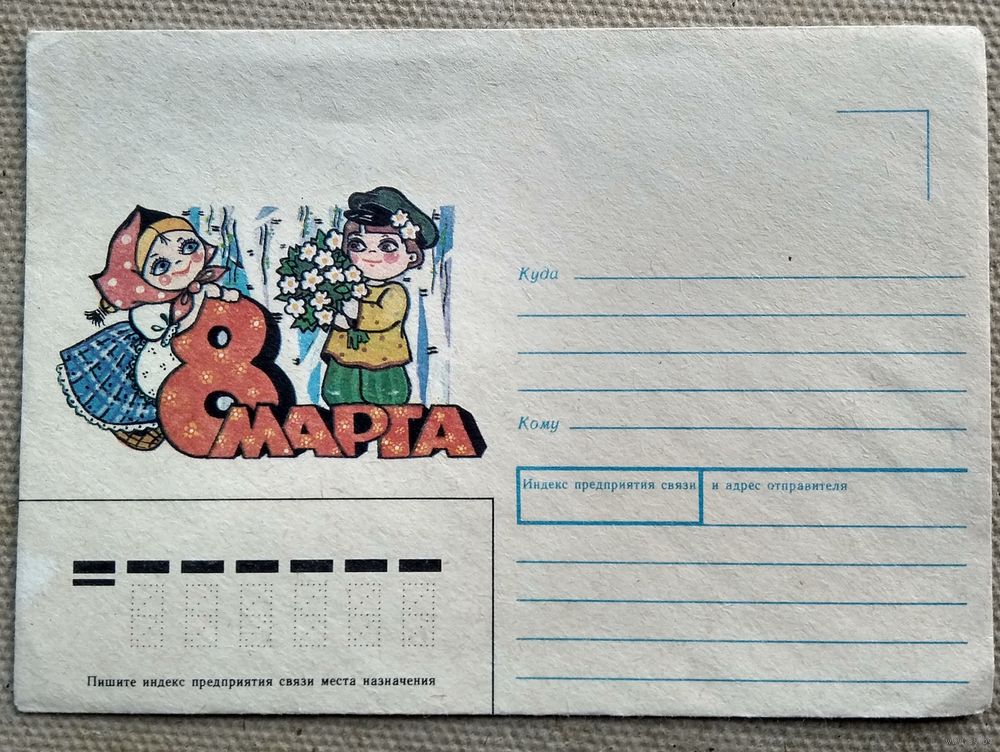 8 МАРТА
Куда
Кому
Индекс предприятия связи и адрес отправителя
Пишите индекс предприятия связи места назначения